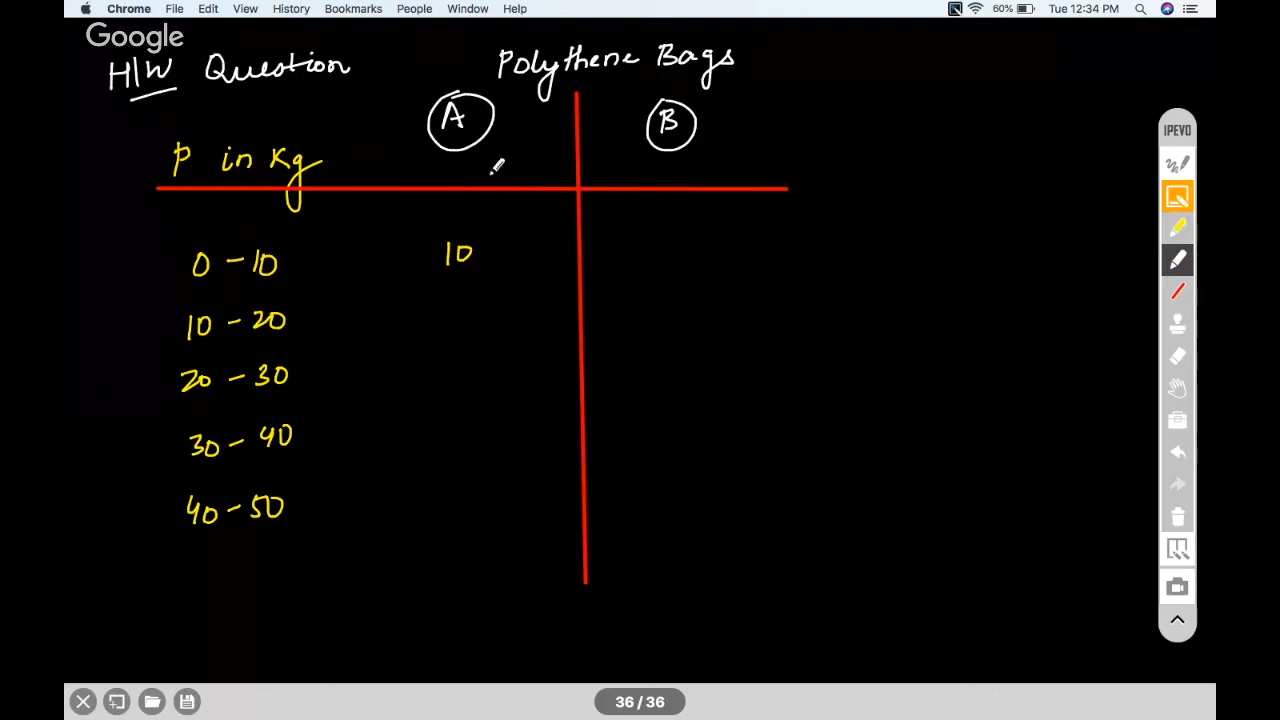 Chrome File Edit View History Bookmarks People Window Help 60% Tue 12:34 PM
Google
H/W Question Polythene Bags
A B
P in Kg
IPEVO
0 - 10 10
10 - 20
20 - 30
30 - 40
40 - 50
36 / 36